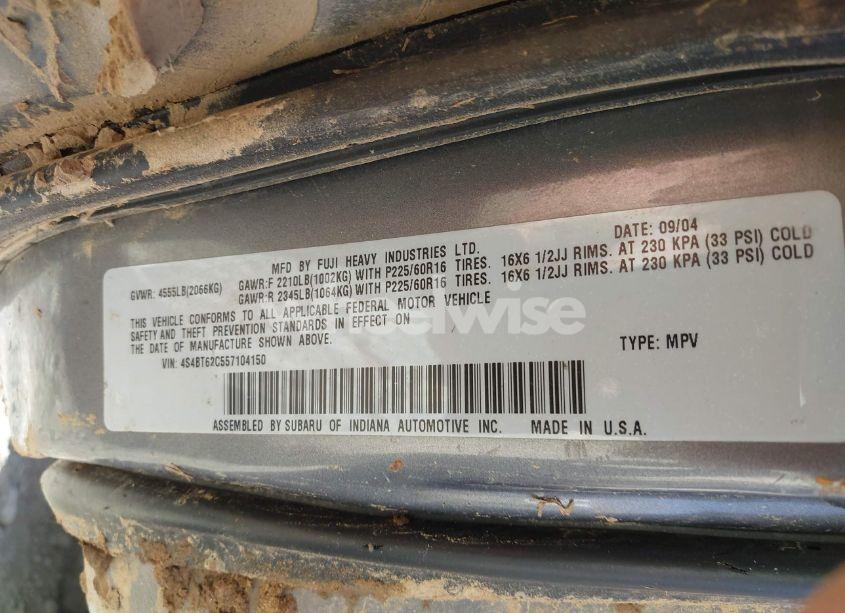 DATE: 09/04
MFD BY FUJI HEAVY INDUSTRIES LTD.
GVWR: 4555LB(2066KG) GAWR:F 2210LB(1002KG) WITH P225/60R16 TIRES. 16X6 1/2JJ RIMS. AT 230 KPA (33 PSI) COLD
GAWR:R 2345LB(1064KG) WITH P225/60R16 TIRES. 16X6 1/2JJ RIMS. AT 230 KPA (33 PSI) COLD
THIS VEHICLE CONFORMS TO ALL APPLICABLE FEDERAL MOTOR VEHICLE
SAFETY AND THEFT PREVENTION STANDARDS IN EFFECT ON
THE DATE OF MANUFACTURE SHOWN ABOVE.
VIN: 4S4BT62C557104150 TYPE: MPV
ASSEMBLED BY SUBARU OF INDIANA AUTOMOTIVE INC. MADE IN U.S.A.